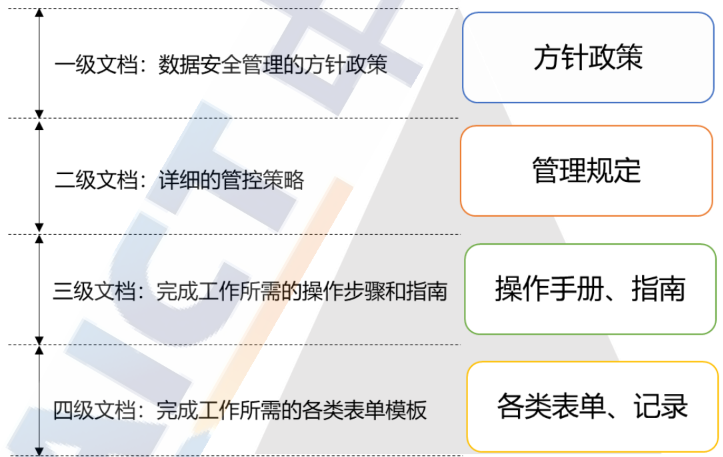 一级文档：数据安全管理的方针政策
方针政策
二级文档：详细的管控策略
管理规定
三级文档：完成工作所需的操作步骤和指南
操作手册、指南
四级文档：完成工作所需的各类表单模板
各类表单、记录